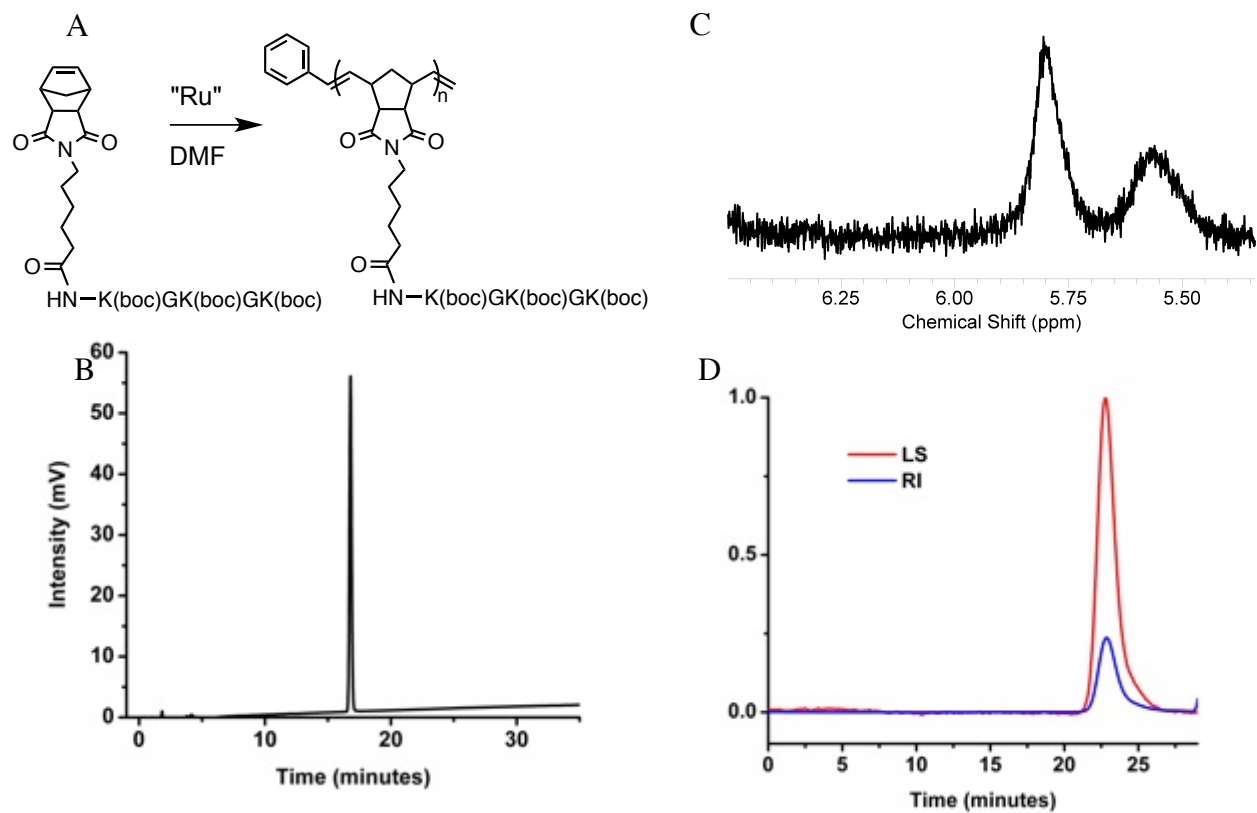 A
"Ru"
DMF
O
N
O
O
HN
K(boc)GK(boc)GK(boc)
n
O
N
O
O
HN
K(boc)GK(boc)GK(boc)
B
60
50
40
30
20
10
0
Intensity (mV)
0 10 20 30
Time (minutes)
C
6.25 6.00 5.75 5.50
Chemical Shift (ppm)
D
1.0
0.5
0.0
LS
RI
0 5 10 15 20 25
Time (minutes)